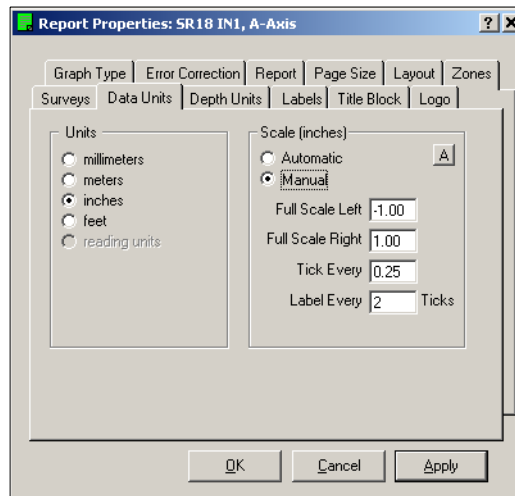 Report Properties: SR18 IN1, A-Axis
Graph Type Error Correction Report Page Size Layout Zones
Surveys Data Units Depth Units Labels Title Block Logo
Units
millimeters
meters
inches
feet
reading units
Scale (inches)
Automatic A
Manual
Full Scale Left -1.00
Full Scale Right 1.00
Tick Every 0.25
Label Every 2 Ticks
OK Cancel Apply